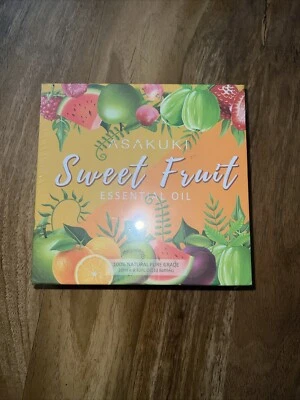 ASAKUKI
Sweet Fruit
ESSENTIAL OIL
100% NATURAL PURE GRADE